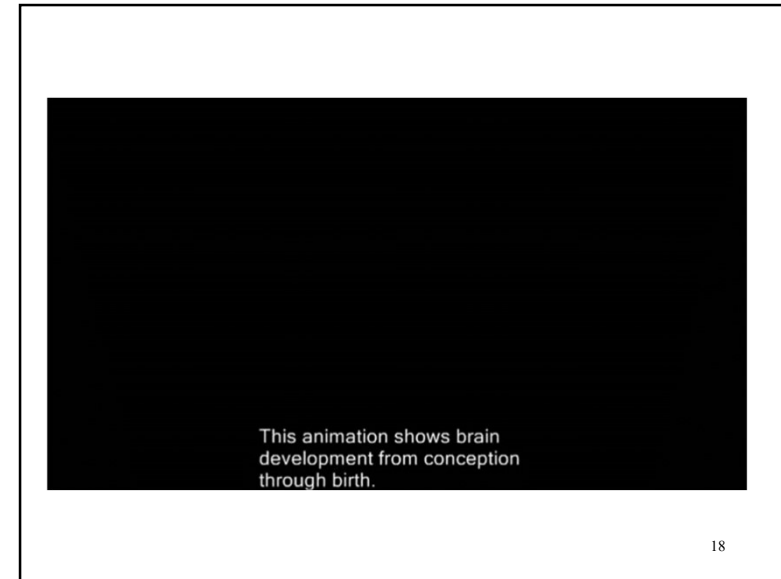 This animation shows brain
development from conception
through birth.
18